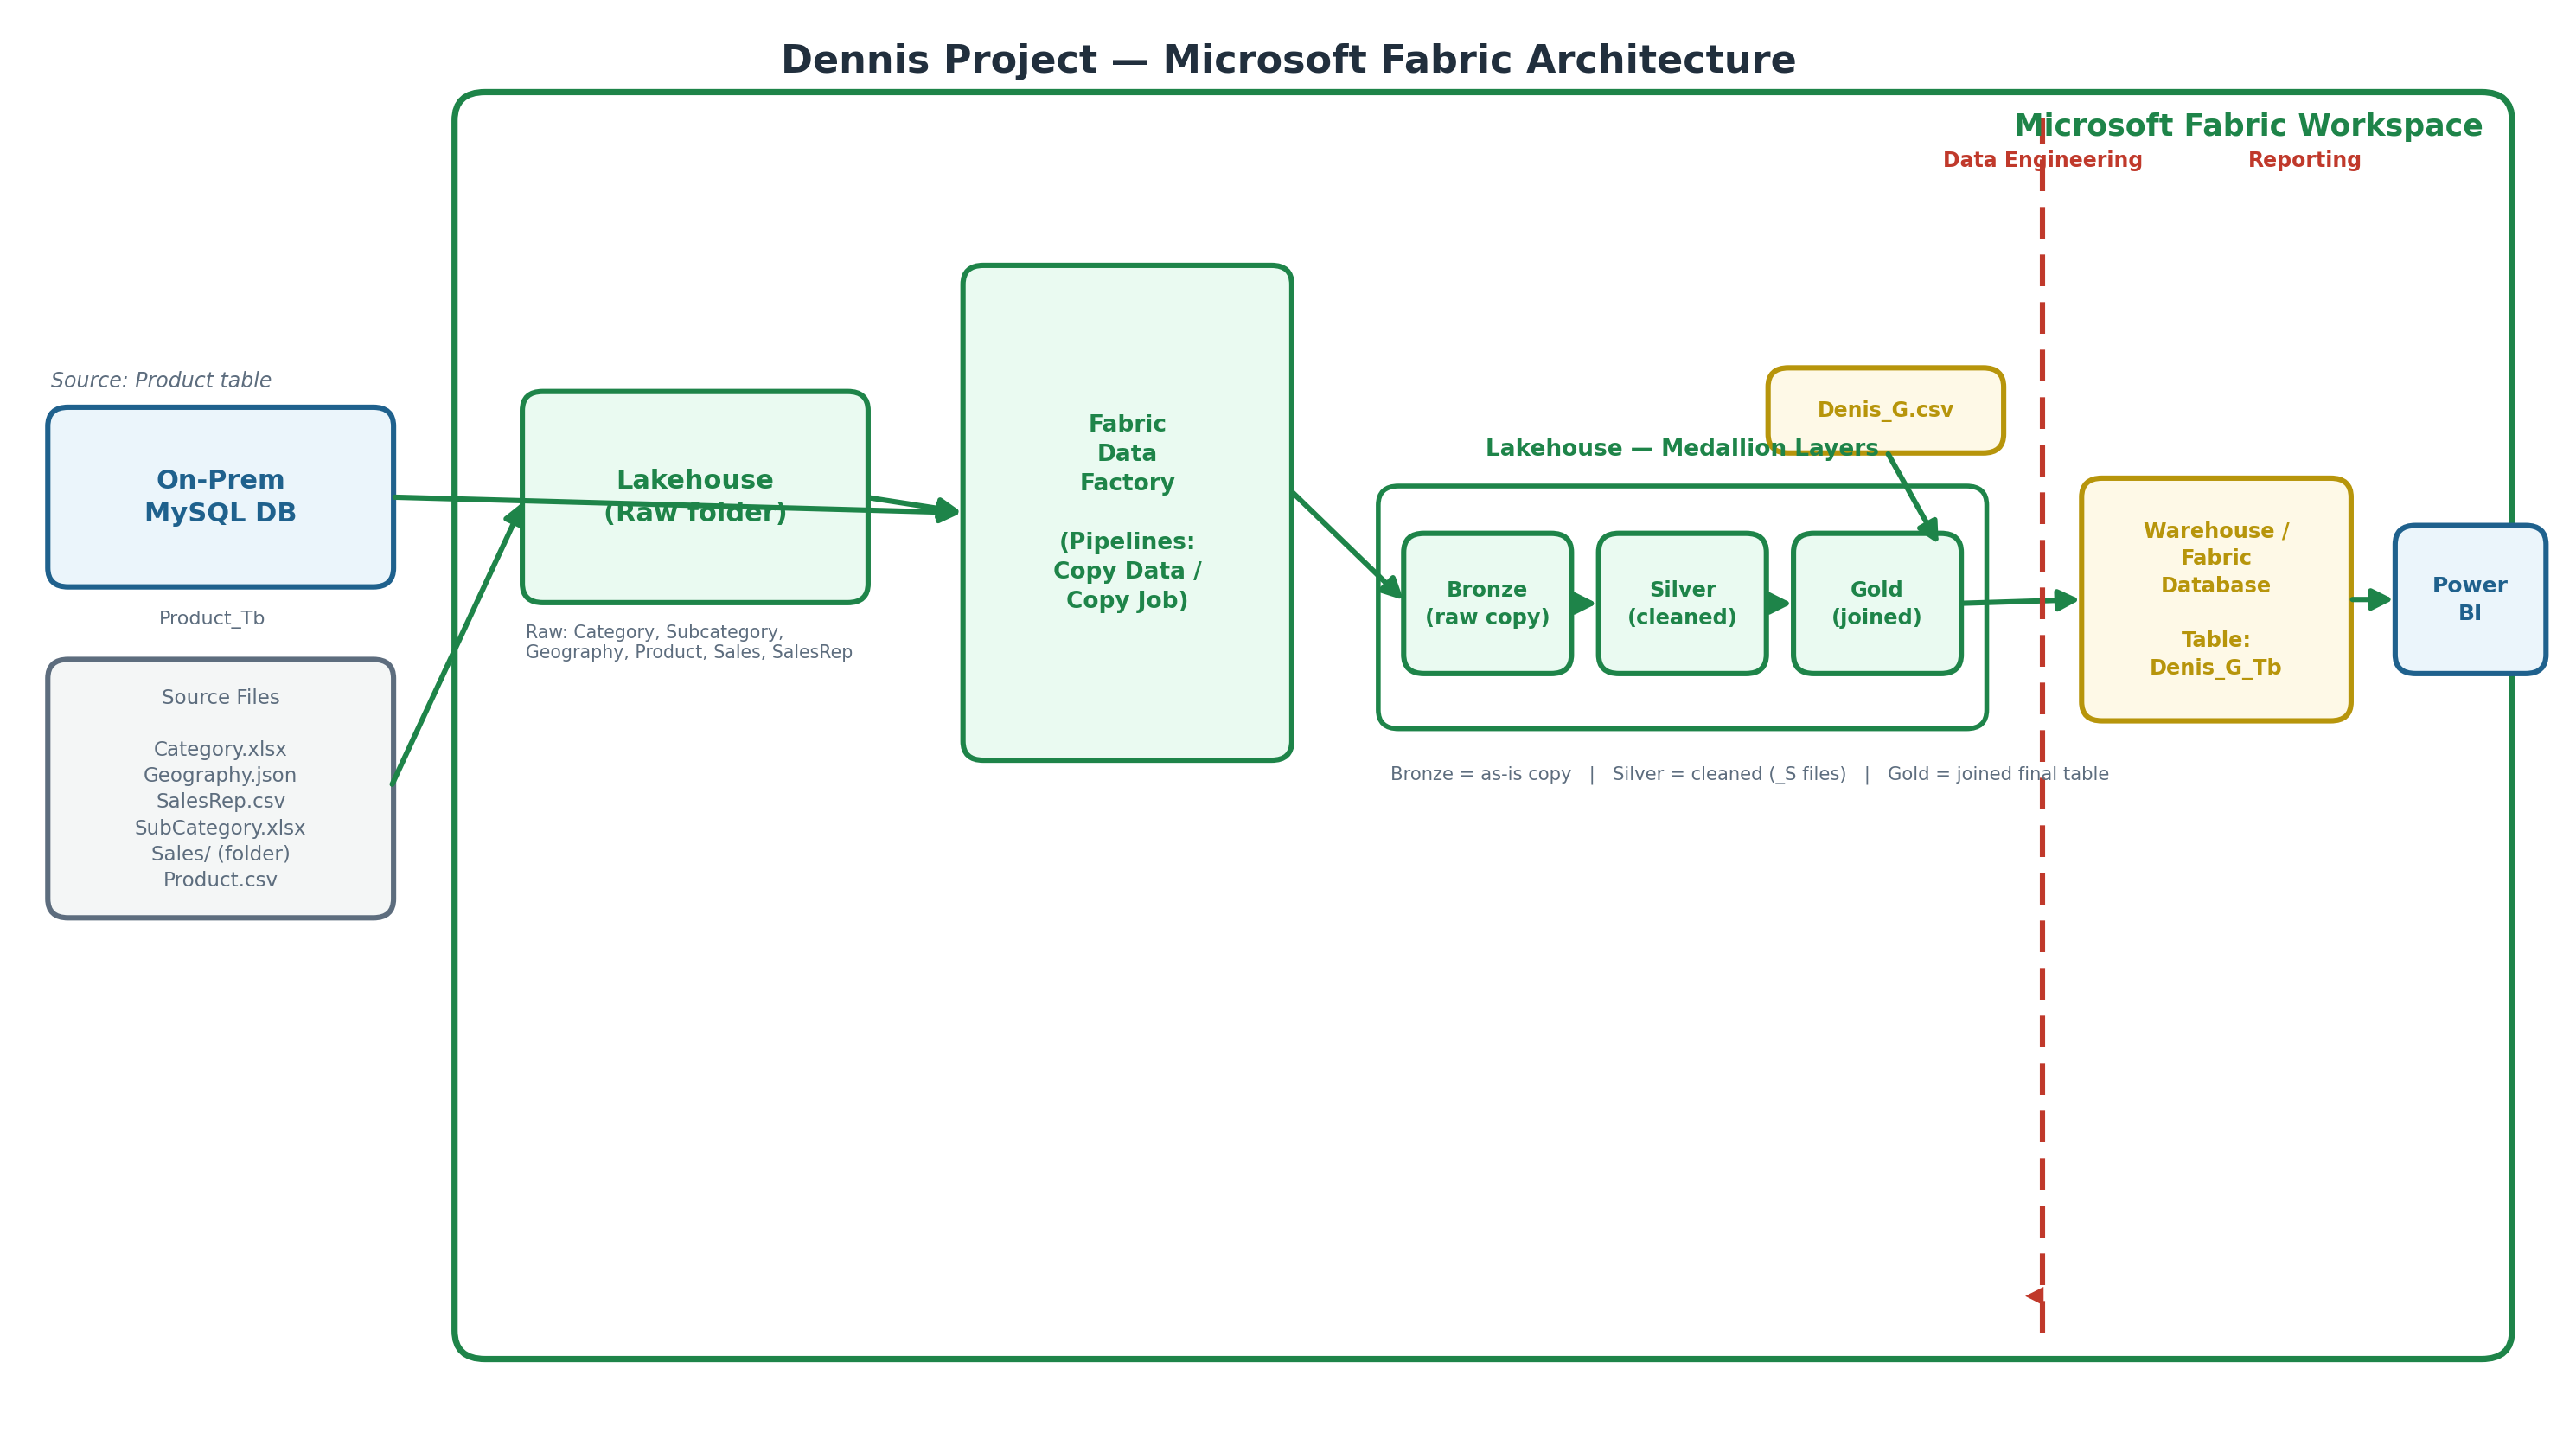 Dennis Project — Microsoft Fabric Architecture
Microsoft Fabric Workspace
Data Engineering
Reporting
Source: Product table
On-Prem
MySQL DB
Product_Tb
Source Files
Category.xlsx
Geography.json
SalesRep.csv
SubCategory.xlsx
Sales/ (folder)
Product.csv
Lakehouse
(Raw folder)
Raw: Category, Subcategory,
Geography, Product, Sales, SalesRep
Fabric
Data
Factory
(Pipelines:
Copy Data /
Copy Job)
Denis_G.csv
Lakehouse — Medallion Layers
Bronze
(raw copy)
Silver
(cleaned)
Gold
(joined)
Bronze = as-is copy | Silver = cleaned (_S files) | Gold = joined final table
Warehouse /
Fabric
Database
Table:
Denis_G_Tb
Power
BI